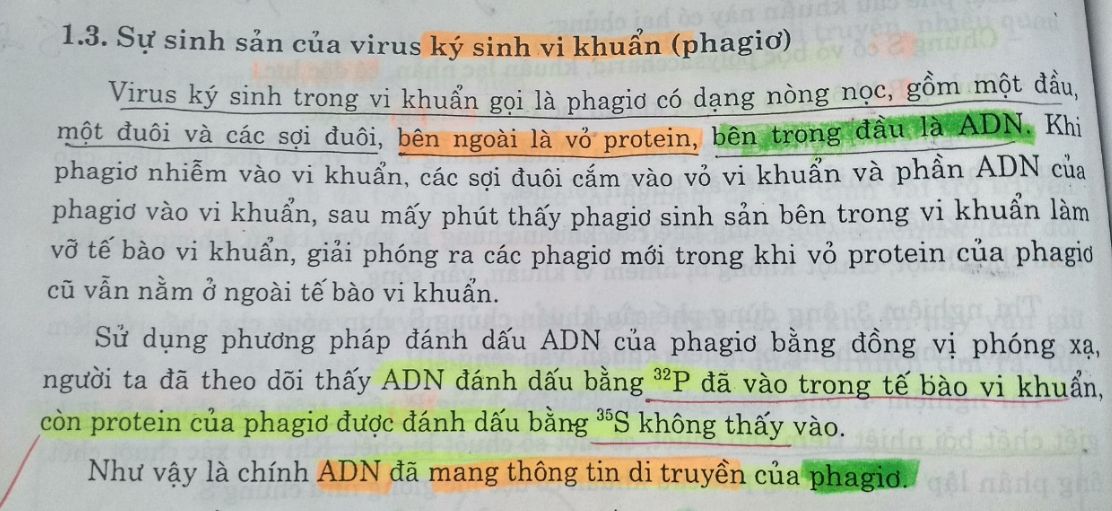 1.3. Sự sinh sản của virus ký sinh vi khuẩn (phagiơ)
Virus ký sinh trong vi khuẩn gọi là phagiơ có dạng nòng nọc, gồm một đầu,
một đuôi và các sợi đuôi, bên ngoài là vỏ protein, bên trong đầu là ADN. Khi
phagiơ nhiễm vào vi khuẩn, các sợi đuôi cắm vào vỏ vi khuẩn và phần ADN của
phagiơ vào vi khuẩn, sau mấy phút thấy phagiơ sinh sản bên trong vi khuẩn làm
vỡ tế bào vi khuẩn, giải phóng ra các phagiơ mới trong khi vỏ protein của phagiơ
cũ vẫn nằm ở ngoài tế bào vi khuẩn.
Sử dụng phương pháp đánh dấu ADN của phagiơ bằng đồng vị phóng xạ,
người ta đã theo dõi thấy ADN đánh dấu bằng ³²P đã vào trong tế bào vi khuẩn,
còn protein của phagiơ được đánh dấu bằng ³⁵S không thấy vào.
Như vậy là chính ADN đã mang thông tin di truyền của phagiơ.